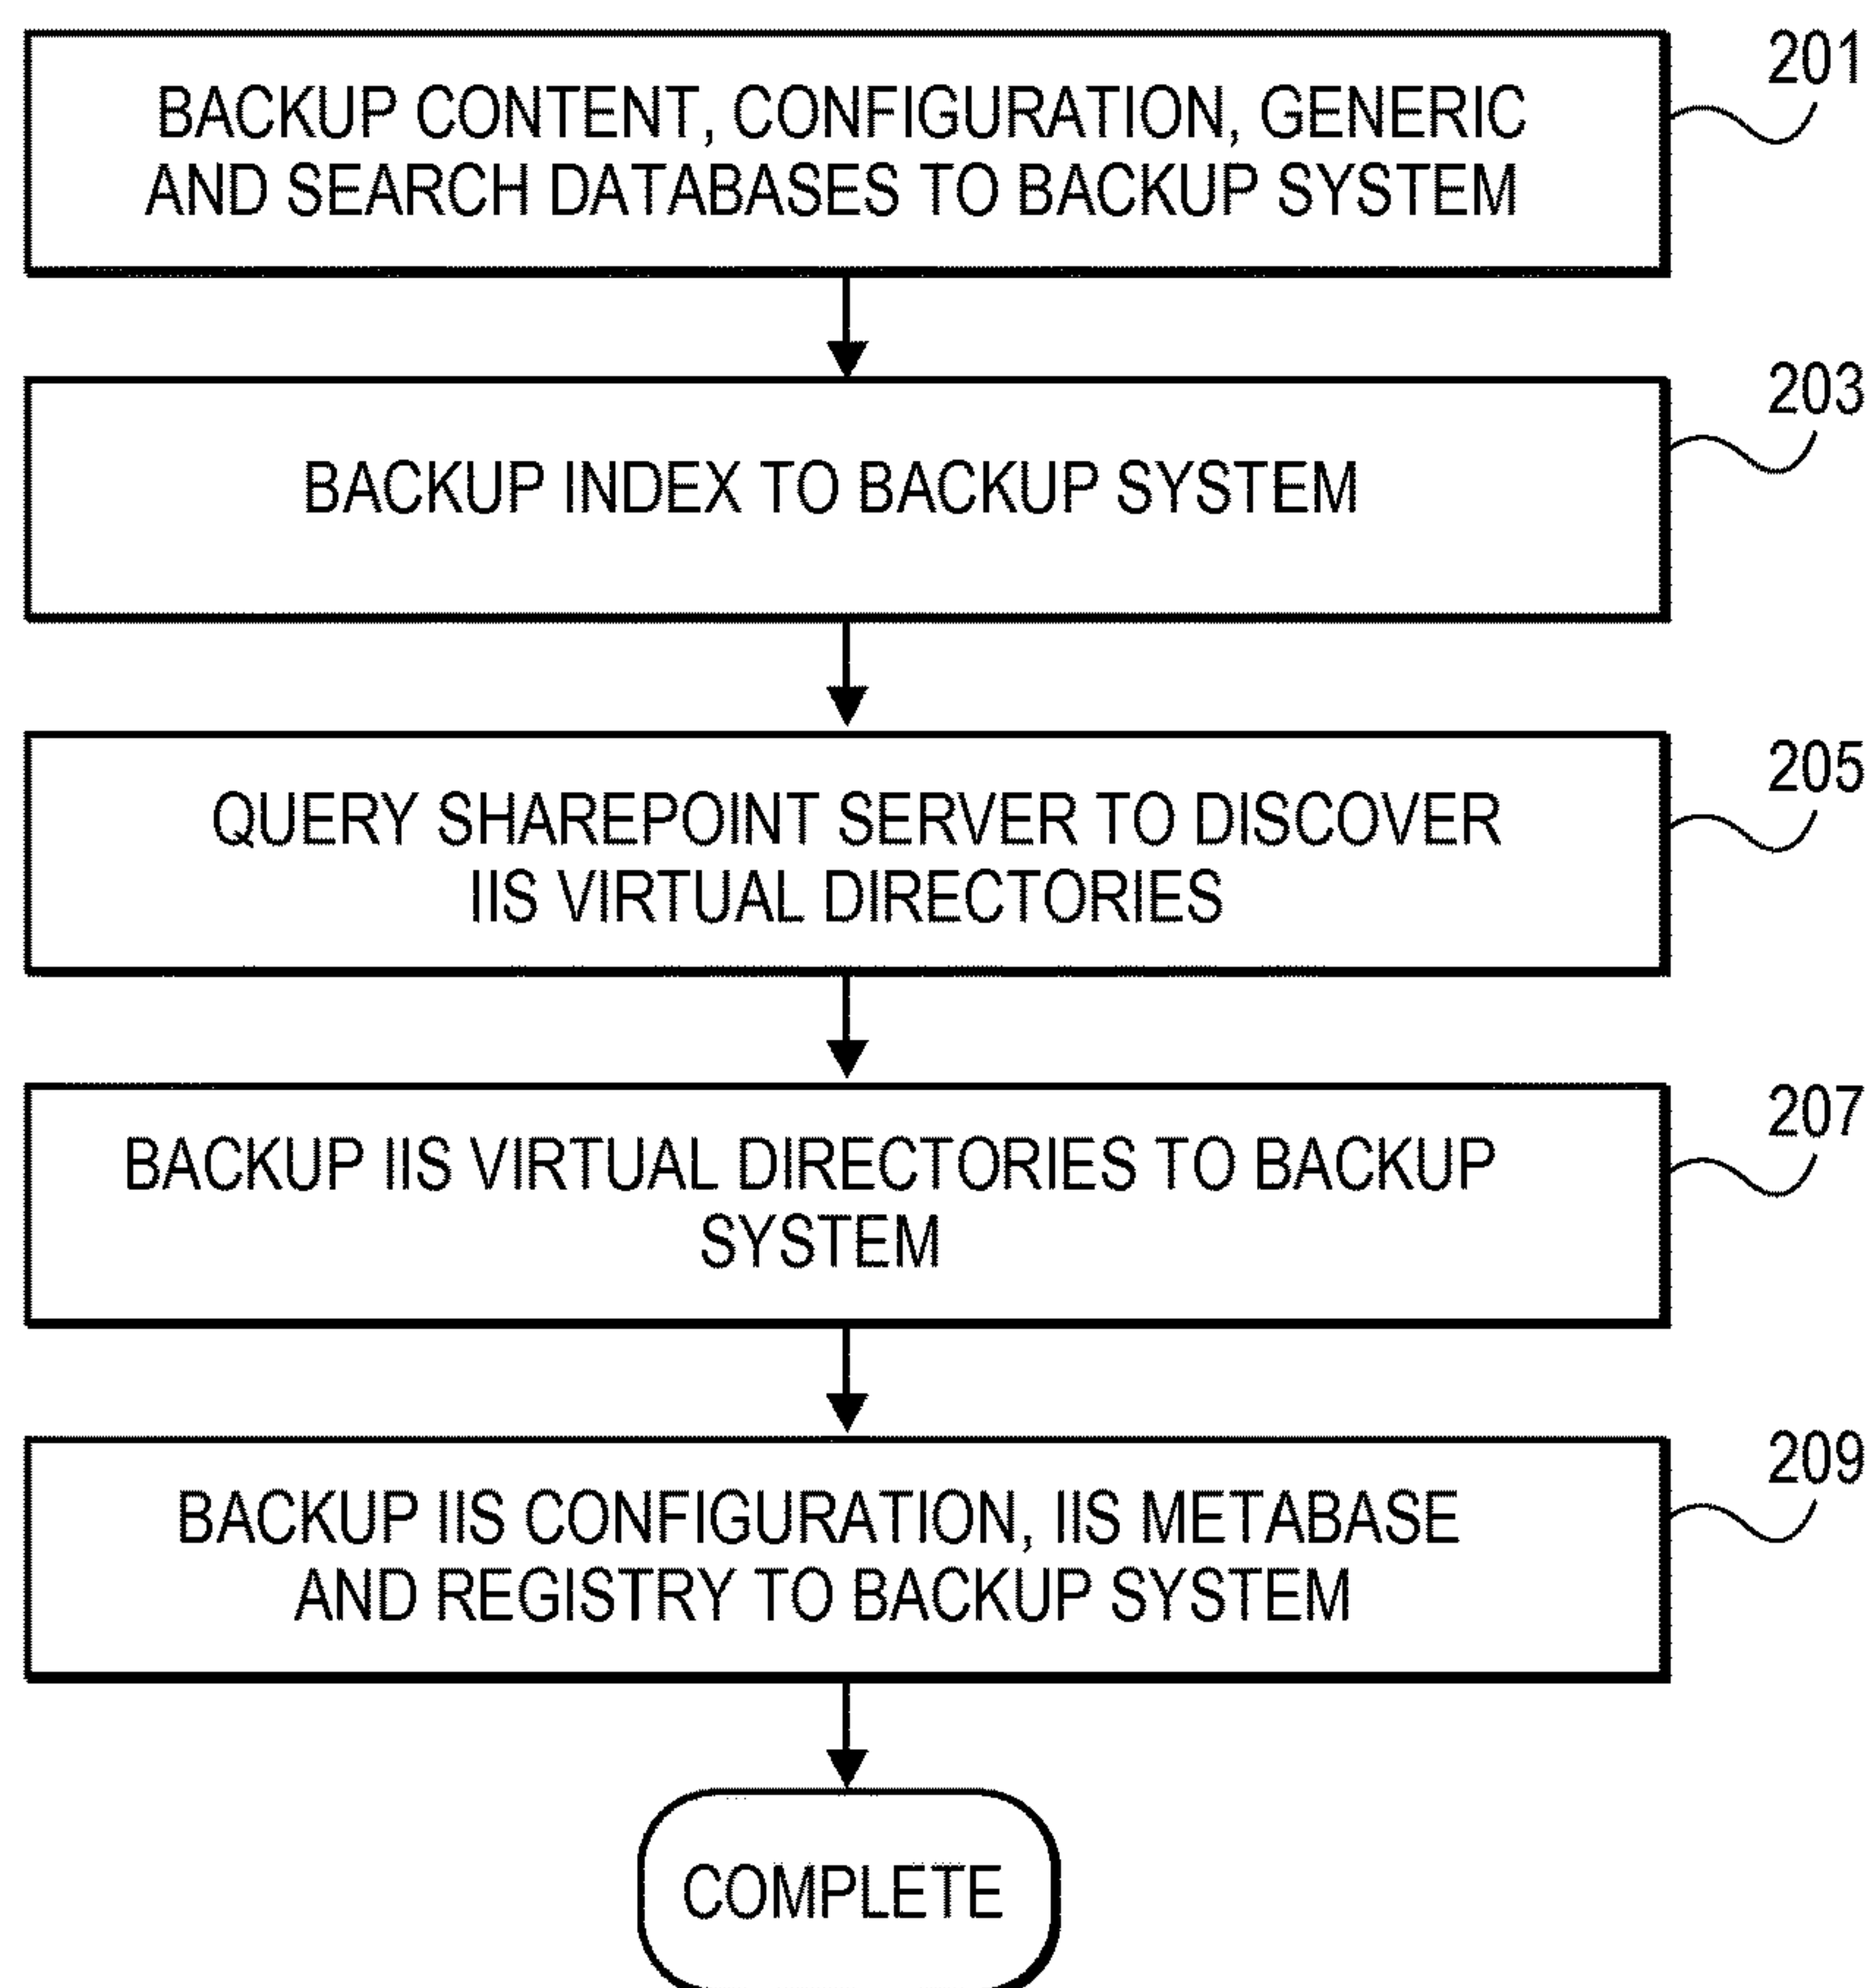 201
BACKUP CONTENT, CONFIGURATION, GENERIC
AND SEARCH DATABASES TO BACKUP SYSTEM
203
BACKUP INDEX TO BACKUP SYSTEM
205
QUERY SHAREPOINT SERVER TO DISCOVER
IIS VIRTUAL DIRECTORIES
207
BACKUP IIS VIRTUAL DIRECTORIES TO BACKUP
SYSTEM
209
BACKUP IIS CONFIGURATION, IIS METABASE
AND REGISTRY TO BACKUP SYSTEM
COMPLETE